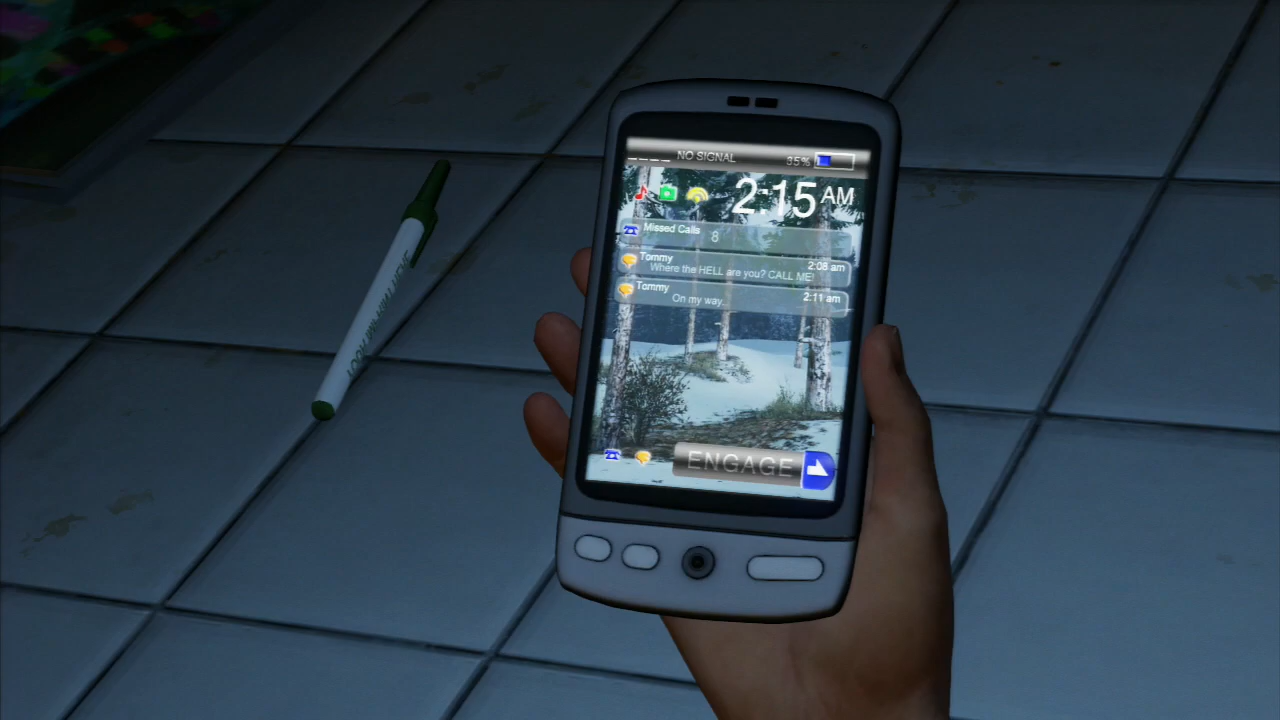 NO SIGNAL 35%
2:15 AM
Missed Calls
8
Tommy 2:08 am
Where the HELL are you? CALL ME!
Tommy 2:11 am
On my way..
ENGAGE